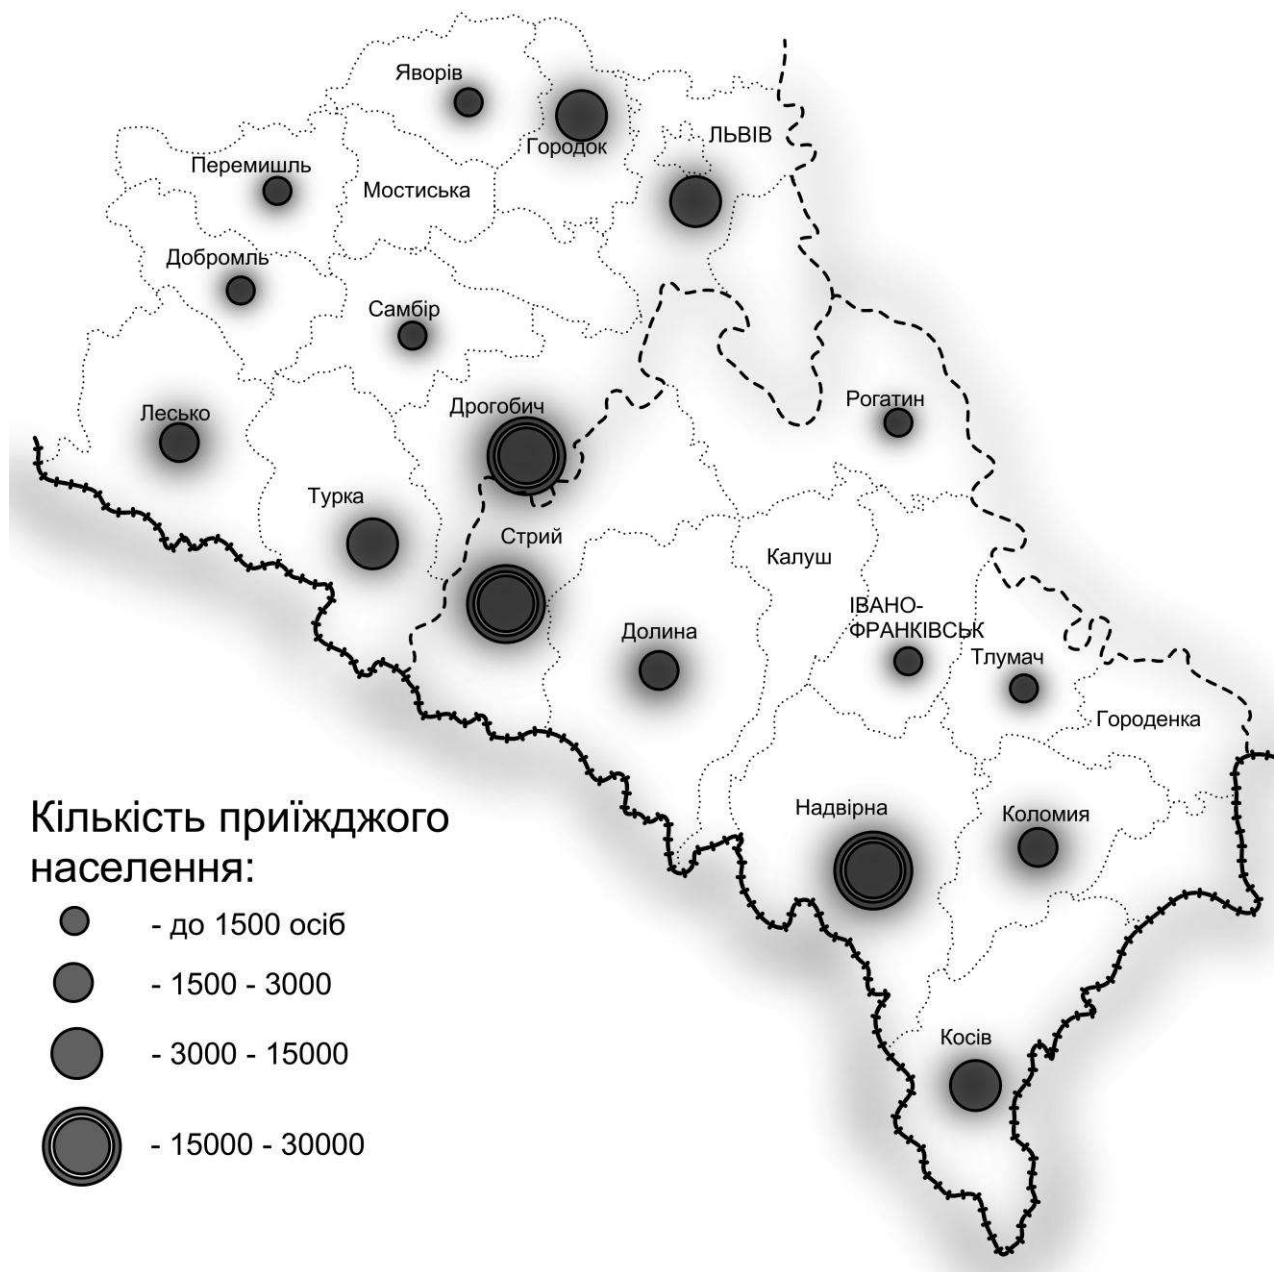 Яворів
Городок
ЛЬВІВ
Перемишль
Мостиська
Добромль
Самбір
Лесько
Дрогобич
Рогатин
Турка
Стрий
Калуш
ІВАНО-
ФРАНКІВСЬК
Долина
Тлумач
Городенка
Надвірна
Коломия
Косів
Кількість приїжджого
населення:
- до 1500 осіб
- 1500 - 3000
- 3000 - 15000
- 15000 - 30000